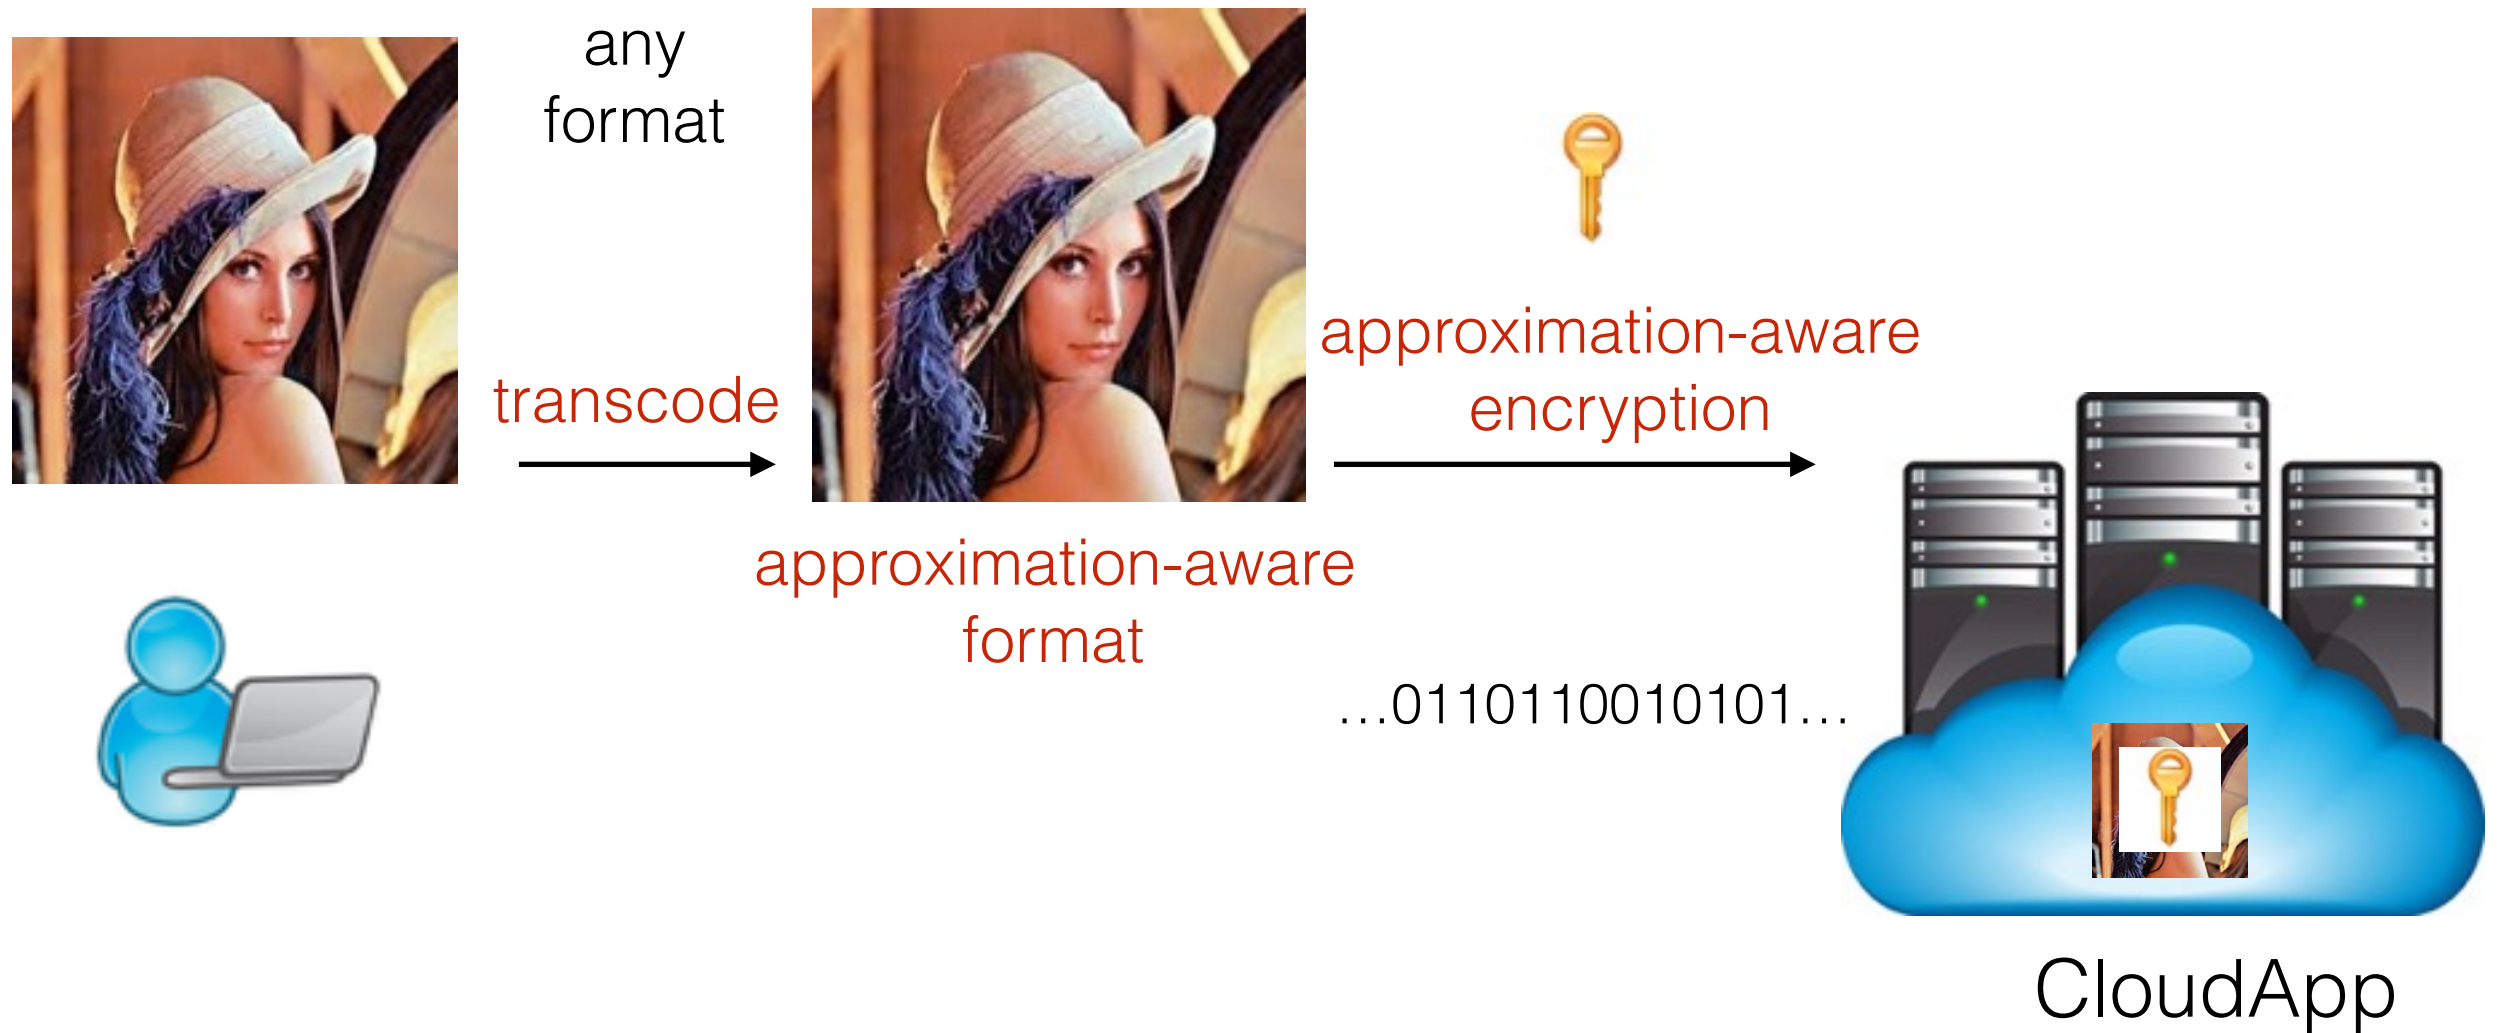 any
format
transcode
approximation-aware
format
approximation-aware
encryption
…0110110010101…
CloudApp